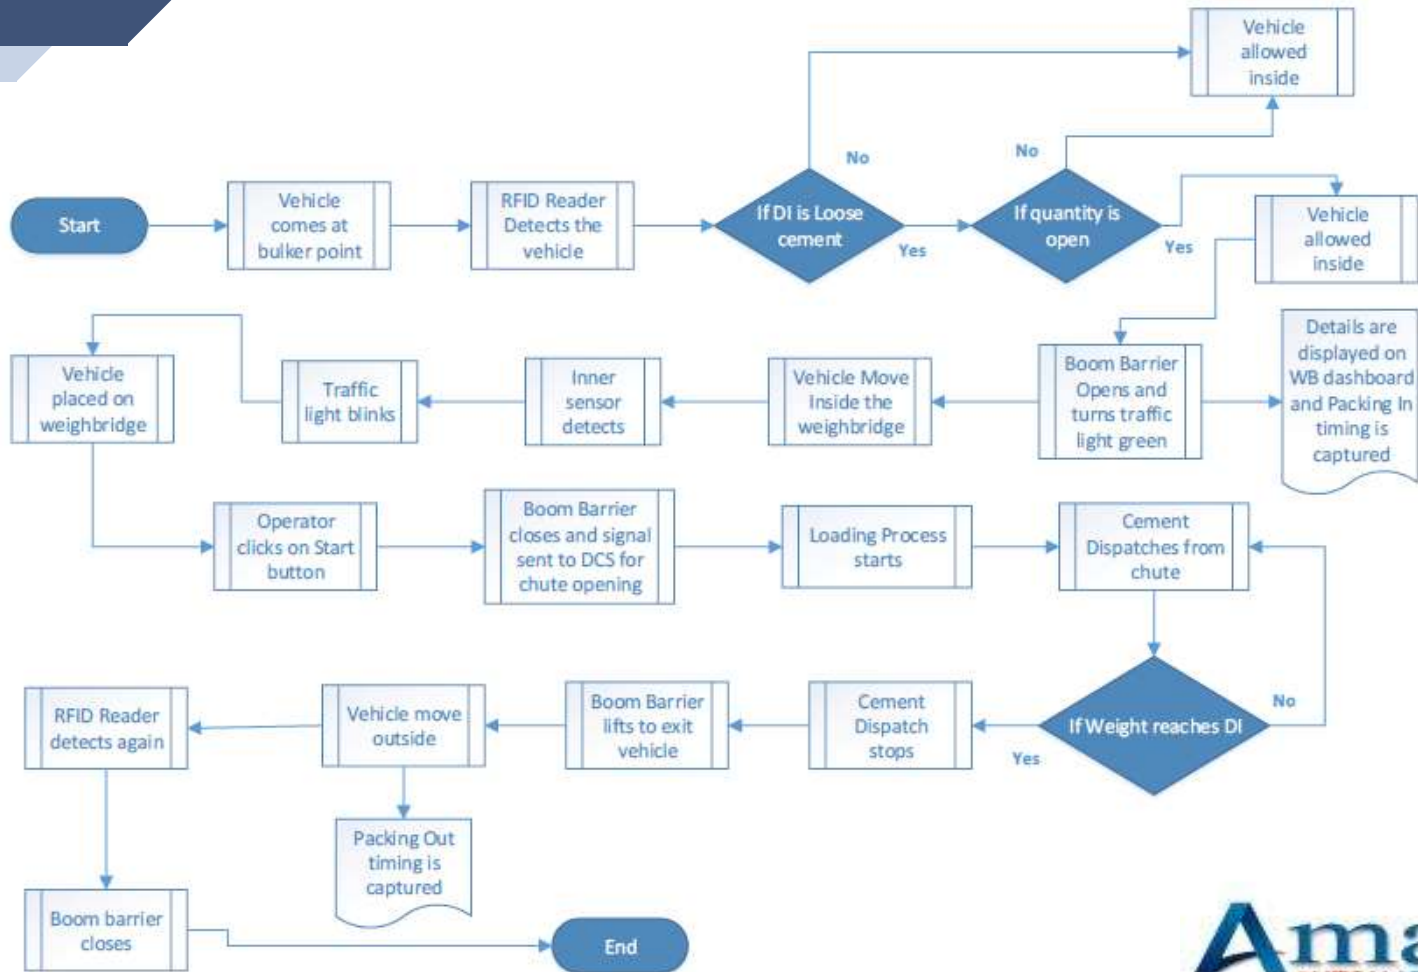 Vehicle
allowed
inside
No
No
Start
Vehicle
comes at
bulker point
RFID Reader
Detects the
vehicle
If DI is Loose
cement
Yes
If quantity is
open
Yes
Vehicle
allowed
inside
Vehicle
placed on
weighbridge
Traffic
light blinks
Inner
sensor
detects
Vehicle Move
Inside the
weighbridge
Boom Barrier
Opens and
turns traffic
light green
Details are
displayed on
WB dashboard
and Packing In
timing is
captured
Operator
clicks on Start
button
Boom Barrier
closes and signal
sent to DCS for
chute opening
Loading Process
starts
Cement
Dispatches from
chute
RFID Reader
detects again
Vehicle move
outside
Boom Barrier
lifts to exit
vehicle
Cement
Dispatch
stops
Yes
If Weight reaches DI
No
Packing Out
timing is
captured
Boom barrier
closes
End
Ama